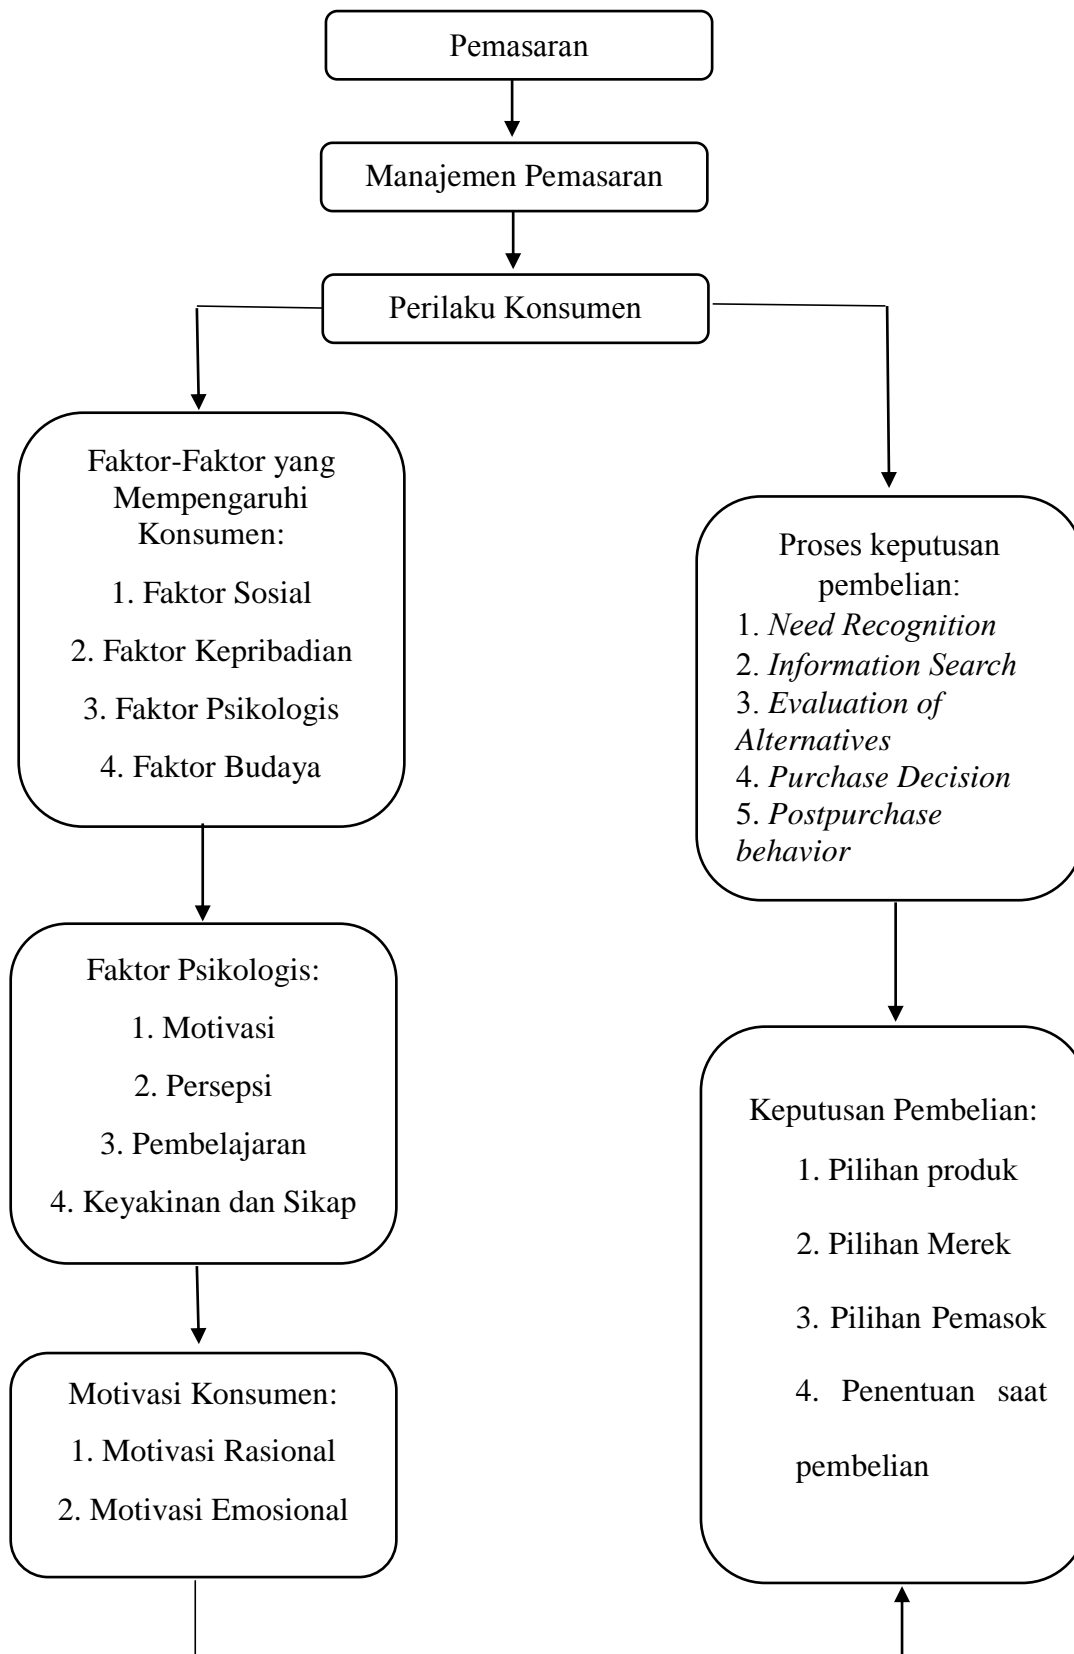 Pemasaran
Manajemen Pemasaran
Perilaku Konsumen
Faktor-Faktor yang
Mempengaruhi
Konsumen:
1. Faktor Sosial
2. Faktor Kepribadian
3. Faktor Psikologis
4. Faktor Budaya
Proses keputusan
pembelian:
1. Need Recognition
2. Information Search
3. Evaluation of
Alternatives
4. Purchase Decision
5. Postpurchase
behavior
Faktor Psikologis:
1. Motivasi
2. Persepsi
3. Pembelajaran
4. Keyakinan dan Sikap
Keputusan Pembelian:
1. Pilihan produk
2. Pilihan Merek
3. Pilihan Pemasok
4. Penentuan saat
pembelian
Motivasi Konsumen:
1. Motivasi Rasional
2. Motivasi Emosional